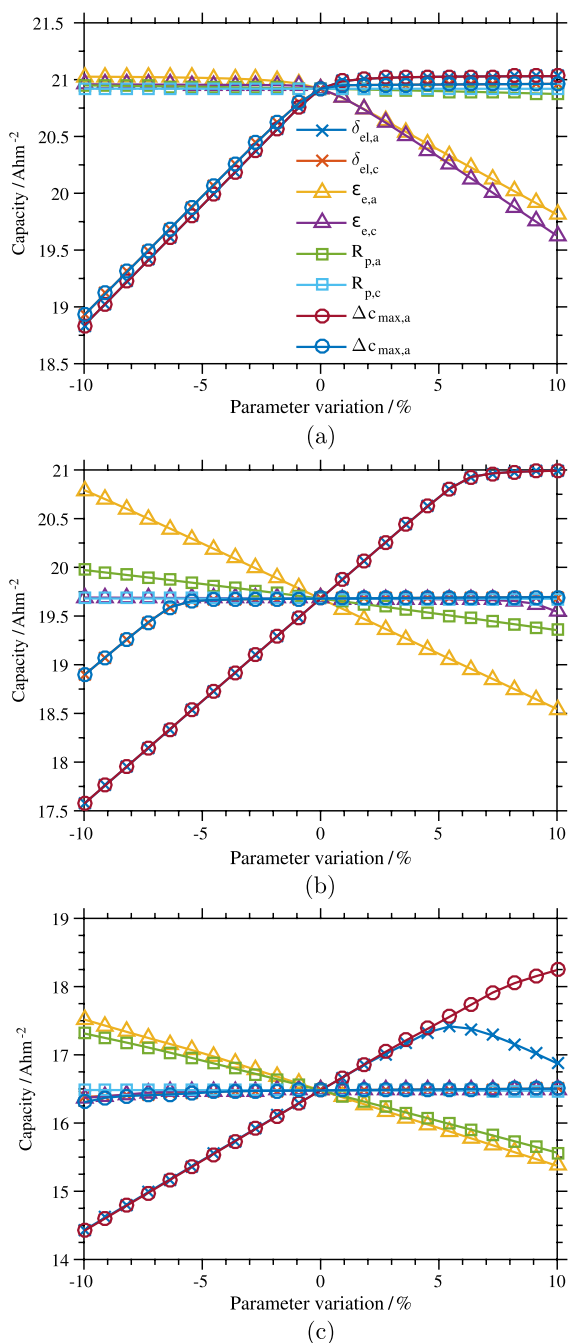 21.5
21
20.5
20
19.5
19
18.5
Capacity / Ahm-2
δel,a
δel,c
εe,a
εe,c
Rp,a
Rp,c
Δcmax,a
Δcmax,a
-10 -5 0 5 10
Parameter variation / %
(a)
21
20.5
20
19.5
19
18.5
18
17.5
Capacity / Ahm-2
-10 -5 0 5 10
Parameter variation / %
(b)
19
18
17
16
15
14
Capacity / Ahm-2
-10 -5 0 5 10
Parameter variation / %
(c)